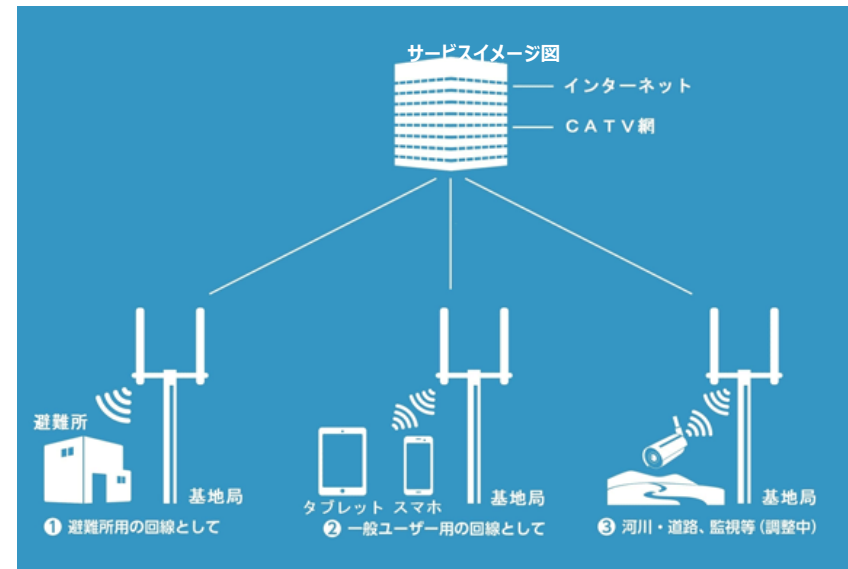 サービスイメージ図
インターネット
ＣＡＴＶ網
避難所
基地局
❶ 避難所用の回線として
タブレット スマホ
基地局
❷ 一般ユーザー用の回線として
基地局
❸ 河川・道路、監視等(調整中)